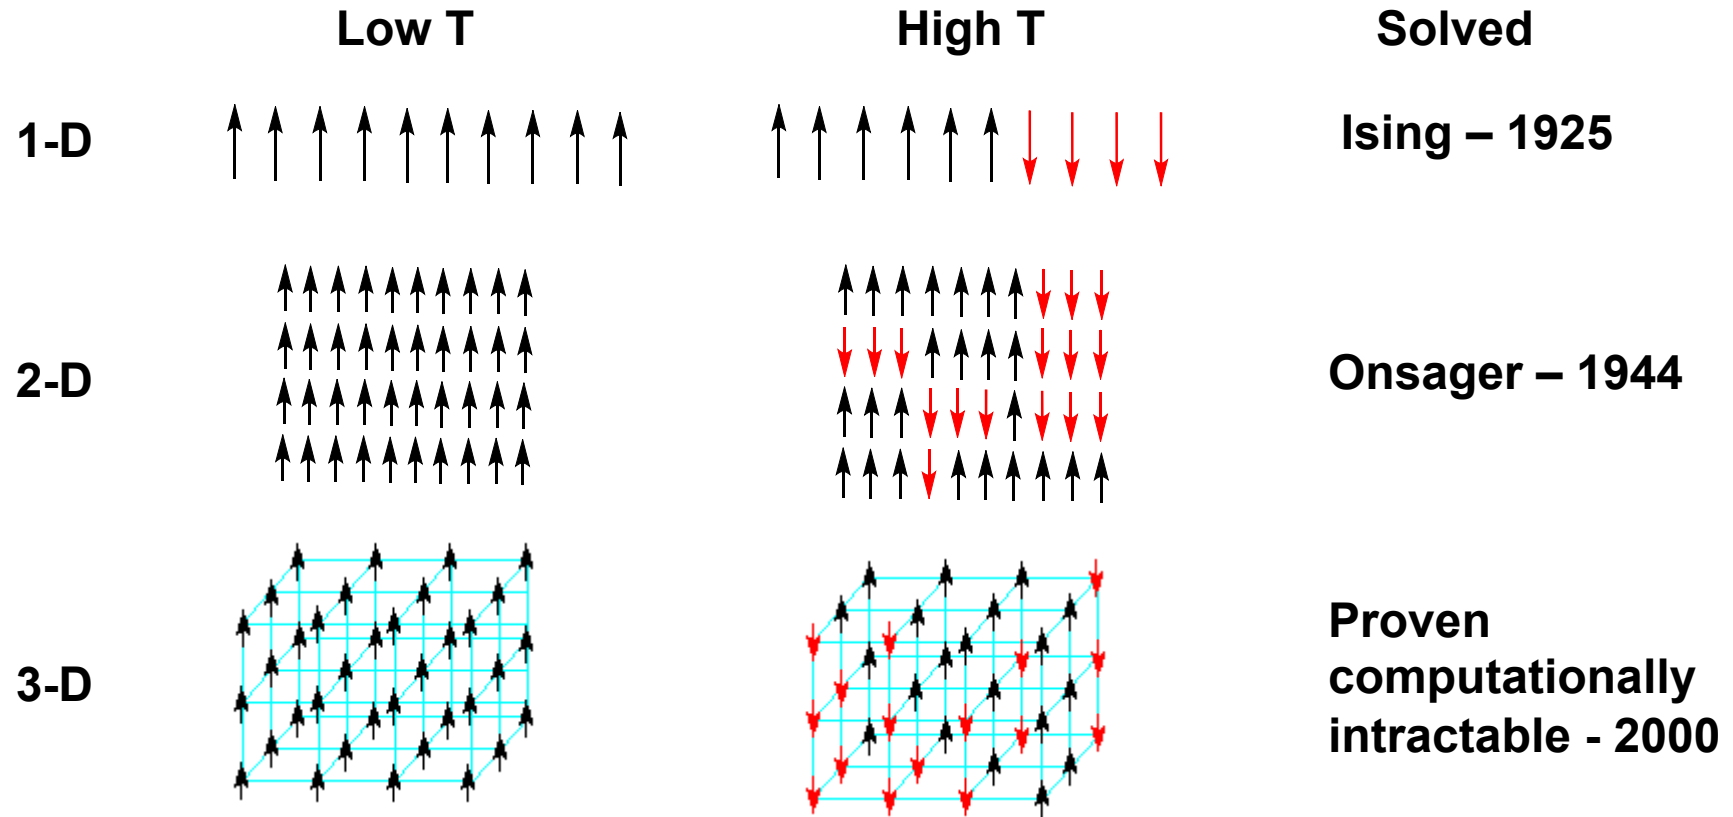 Low T High T Solved
1-D Ising – 1925
2-D Onsager – 1944
3-D
Proven
computationally
intractable - 2000